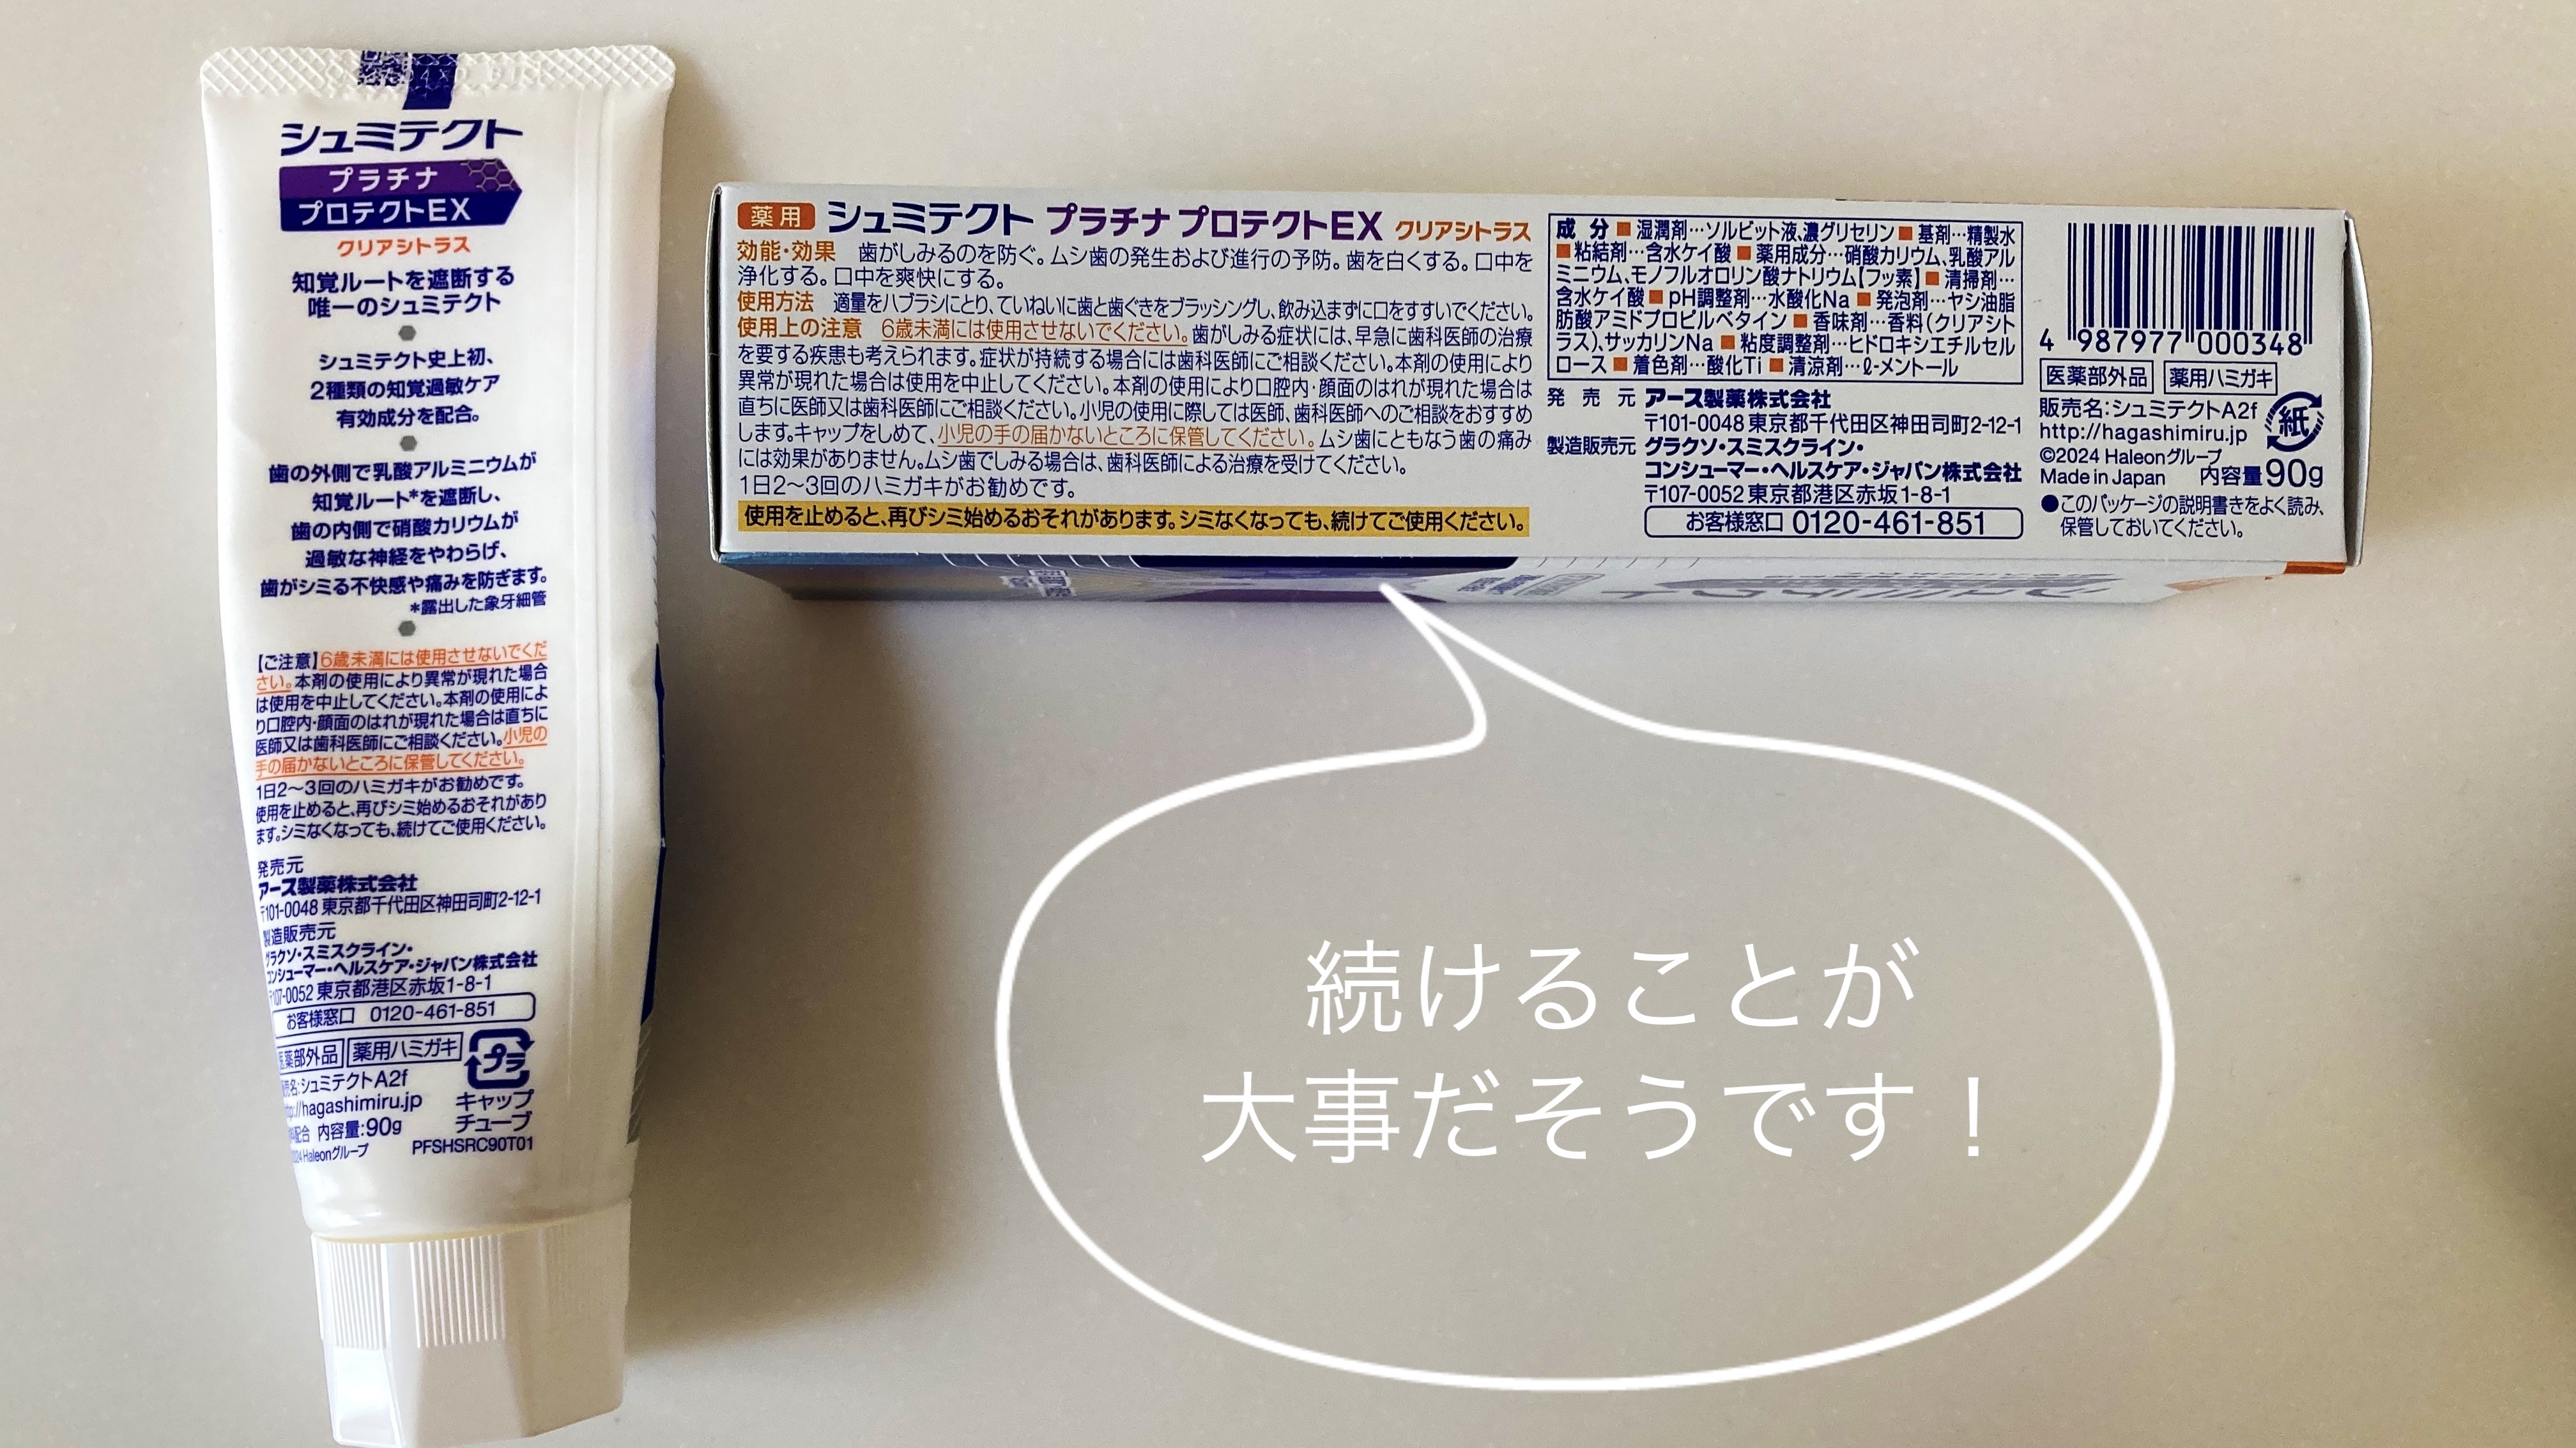 シュミテクト
プラチナ
プロテクトEX
クリアシトラス
知覚ルートを遮断する
唯一のシュミテクト
シュミテクト史上初、
2種類の知覚過敏ケア
有効成分を配合。
歯の外側で乳酸アルミニウムが
知覚ルート*を遮断し、
歯の内側で硝酸カリウムが
過敏な神経をやわらげ、
歯がシミる不快感や痛みを防ぎます。
*露出した象牙細管
【ご注意】6歳未満には使用させないでくだ
さい。本剤の使用により異常が現れた場合
は使用を中止してください。本剤の使用によ
り口腔内・顔面のはれが現れた場合は直ちに
医師又は歯科医師にご相談ください。小児の
手の届かないところに保管してください。
1日2〜3回のハミガキがお勧めです。
使用を止めると、再びシミ始めるおそれがあり
ます。シミなくなっても、続けてご使用ください。
発売元
アース製薬株式会社
〒101-0048 東京都千代田区神田司町2-12-1
製造販売元
グラクソ・スミスクライン・
コンシューマー・ヘルスケア・ジャパン株式会社
〒107-0052 東京都港区赤坂1-8-1
お客様窓口 0120-461-851
医薬部外品 薬用ハミガキ
プラ
売名:シュミテクトA2f
http://hagashimiru.jp
キャップ
チューブ
配合 内容量:90g
2024 Haleonグループ
PFSHSRC90T01
薬用 シュミテクト プラチナ プロテクトEX クリアシトラス
効能・効果 歯がしみるのを防ぐ。ムシ歯の発生および進行の予防。歯を白くする。口中を
浄化する。口中を爽快にする。
使用方法 適量をハブラシにとり、ていねいに歯と歯ぐきをブラッシングし、飲み込まずに口をすすいでください。
使用上の注意 6歳未満には使用させないでください。歯がしみる症状には、早急に歯科医師の治療
を要する疾患も考えられます。症状が持続する場合には歯科医師にご相談ください。本剤の使用により
異常が現れた場合は使用を中止してください。本剤の使用により口腔内・顔面のはれが現れた場合は
直ちに医師又は歯科医師にご相談ください。小児の使用に際しては医師、歯科医師へのご相談をおすすめ
します。キャップをしめて、小児の手の届かないところに保管してください。ムシ歯にともなう歯の痛み
には効果がありません。ムシ歯でしみる場合は、歯科医師による治療を受けてください。
1日2〜3回のハミガキがお勧めです。
使用を止めると、再びシミ始めるおそれがあります。シミなくなっても、続けてご使用ください。
成分 ■湿潤剤…ソルビット液、濃グリセリン ■基剤…精製水
■粘結剤…含水ケイ酸 ■薬用成分…硝酸カリウム、乳酸アル
ミニウム、モノフルオロリン酸ナトリウム【フッ素】 ■清掃剤…
含水ケイ酸 ■pH調整剤…水酸化Na ■発泡剤…ヤシ油脂
肪酸アミドプロピルベタイン ■香味剤…香料(クリアシト
ラス)、サッカリンNa ■粘度調整剤…ヒドロキシエチルセル
ロース ■着色剤…酸化Ti ■清涼剤…ℓ-メントール
発売元 アース製薬株式会社
〒101-0048 東京都千代田区神田司町2-12-1
製造販売元 グラクソ・スミスクライン・
コンシューマー・ヘルスケア・ジャパン株式会社
〒107-0052 東京都港区赤坂1-8-1
お客様窓口 0120-461-851
4 987977 000348
医薬部外品 薬用ハミガキ
販売名:シュミテクトA2f
紙
http://hagashimiru.jp
©2024 Haleonグループ
Made in Japan 内容量90g
●このパッケージの説明書きをよく読み、
保管しておいてください。
続けることが
大事だそうです！